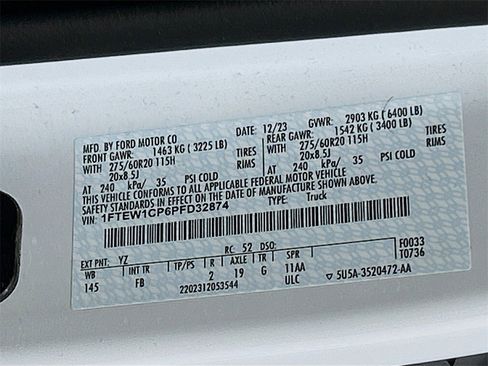 MFD. BY FORD MOTOR CO
DATE: 12/23 GVWR: 2903 KG ( 6400 LB)
FRONT GAWR: 1463 KG ( 3225 LB) REAR GAWR: 1542 KG ( 3400 LB)
WITH 275/60R20 115H TIRES WITH 275/60R20 115H TIRES
20x8.5J RIMS 20x8.5J RIMS
AT 240 kPa/ 35 PSI COLD AT 240 kPa/ 35 PSI COLD
THIS VEHICLE CONFORMS TO ALL APPLICABLE FEDERAL MOTOR VEHICLE
SAFETY STANDARDS IN EFFECT ON THE DATE OF MANUFACTURE SHOWN ABOVE.
VIN: 1FTEW1CP6PFD32874 TYPE: Truck
F0033
T0736
EXT PNT: YZ RC: 52 DSO:
WB INT TR TP/PS R AXLE TR SPR
145 FB 2 19 G 11AA
ULC
2202312053544
▽ 5U5A-3520472-AA